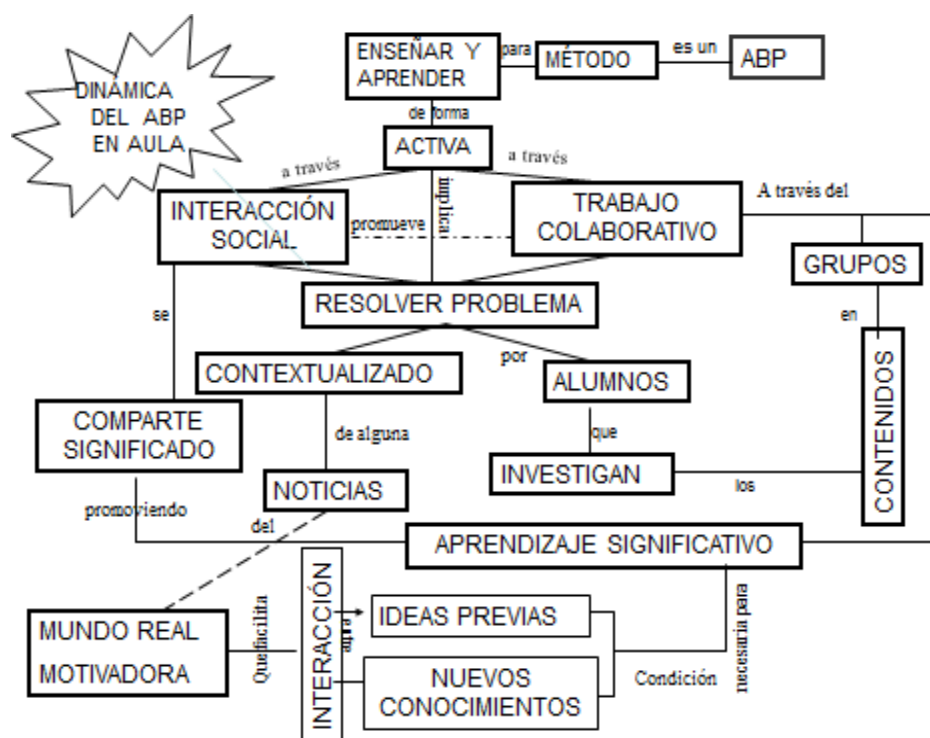 DINÁMICA
DEL ABP
EN AULA
ENSEÑAR Y
APRENDER
para
MÉTODO
es un
ABP
de forma
ACTIVA
a través
a través
implica
INTERACCIÓN
SOCIAL
promueve
TRABAJO
COLABORATIVO
A través del
GRUPOS
RESOLVER PROBLEMA
se
en
CONTEXTUALIZADO
por
ALUMNOS
CONTENIDOS
COMPARTE
SIGNIFICADO
de alguna
que
NOTICIAS
INVESTIGAN
los
promoviendo
del
APRENDIZAJE SIGNIFICATIVO
MUNDO REAL
MOTIVADORA
Que facilita
INTERACCIÓN
IDEAS PREVIAS
NUEVOS
CONOCIMIENTOS
Condición
necesaria para